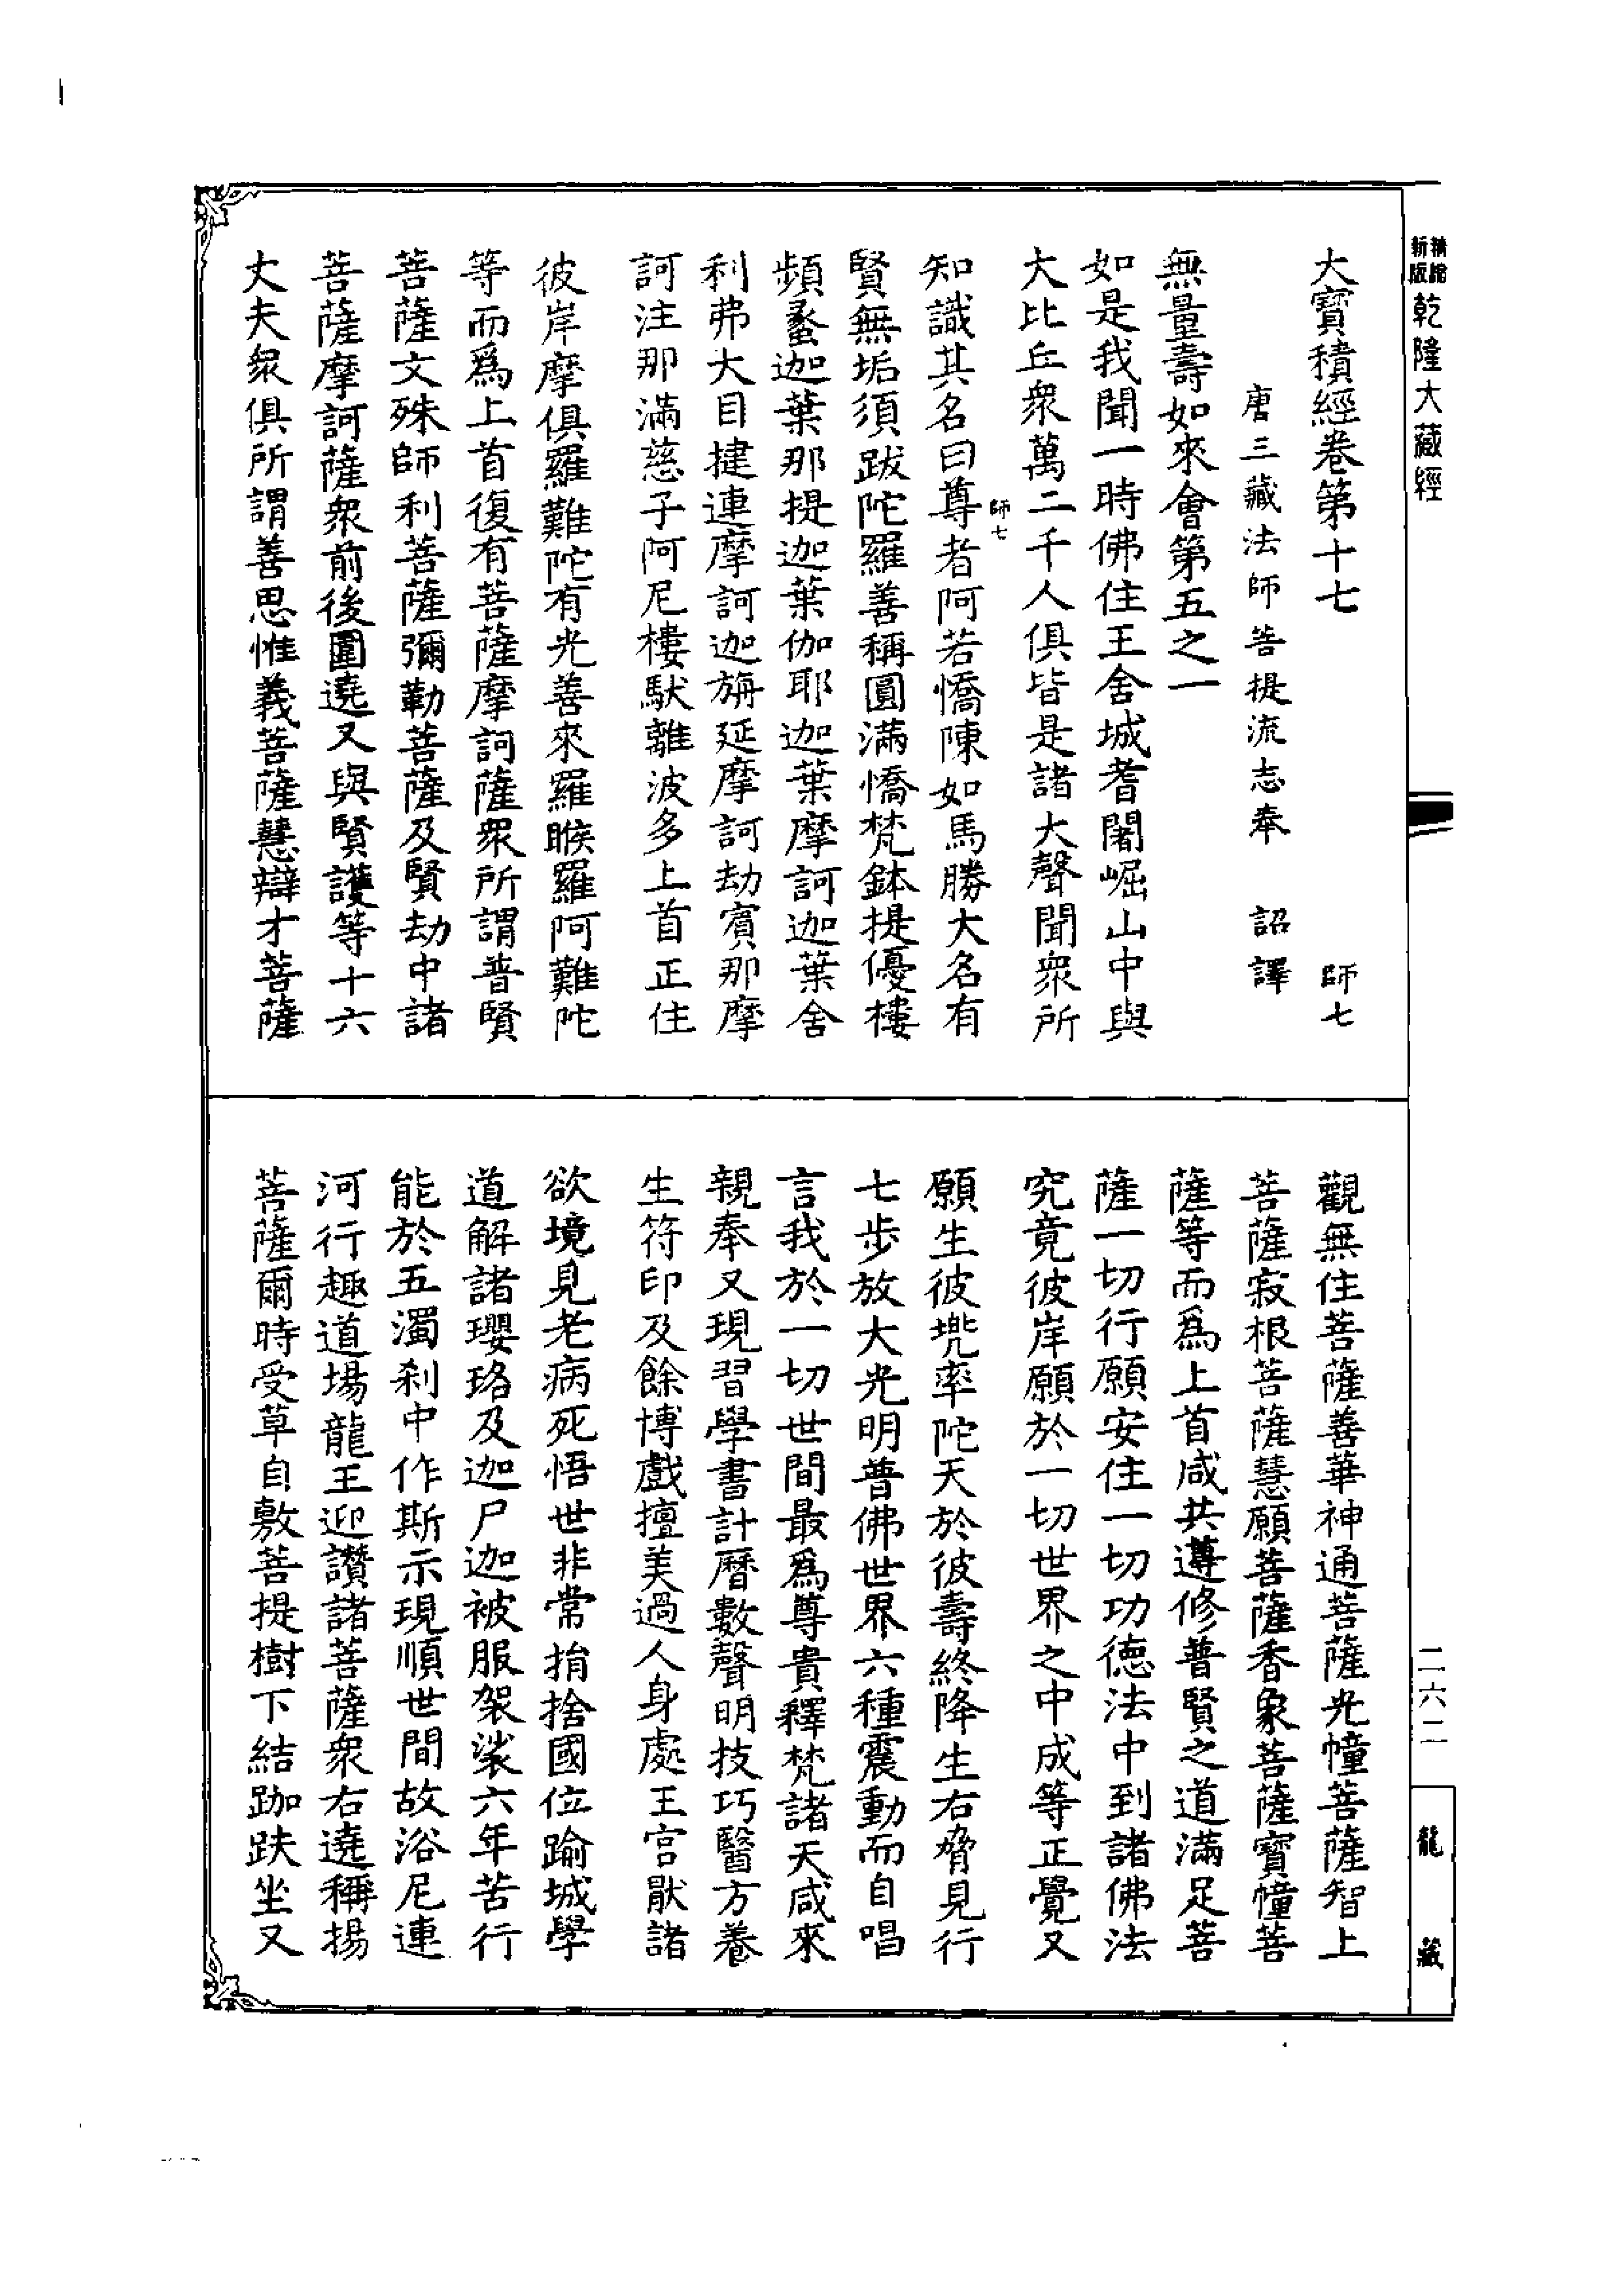 新版精縮乾隆大藏經
大寶積經卷第十七　師七
唐三藏法師菩提流志奉　詔譯
無量壽如來會第五之一
如是我聞一時佛住王舍城耆闍崛山中與
大比丘衆萬二千人俱皆是諸大聲聞衆所
師七
知識其名曰尊者阿若憍陳如馬勝大名有
賢無垢須跋陀羅善稱圓滿憍梵鉢提優樓
頻蠡迦葉那提迦葉伽耶迦葉摩訶迦葉舍
利弗大目揵連摩訶迦旃延摩訶劫賓那摩
訶注那滿慈子阿尼樓馱離波多上首正住
彼岸摩俱羅難陀有光善來羅睺羅阿難陀
等而爲上首復有菩薩摩訶薩衆所謂普賢
菩薩文殊師利菩薩彌勒菩薩及賢劫中諸
菩薩摩訶薩衆前後圍遶又與賢護等十六
丈夫衆俱所謂善思惟義菩薩慧辯才菩薩
觀無住菩薩善華神通菩薩光幢菩薩智上
菩薩寂根菩薩慧願菩薩香象菩薩寶幢菩
薩等而爲上首咸共遵修普賢之道滿足菩
薩一切行願安住一切功德法中到諸佛法
究竟彼岸願於一切世界之中成等正覺又
願生彼兠率陀天於彼壽終降生右脅見行
七步放大光明普佛世界六種震動而自唱
言我於一切世間最爲尊貴釋梵諸天咸來
親奉又現習學書計曆數聲明技巧醫方養
生符印及餘博戲擅美過人身處王宮厭諸
欲境見老病死悟世非常捐捨國位踰城學
道解諸瓔珞及迦尸迦被服袈裟六年苦行
能於五濁刹中作斯示現順世間故浴尼連
河行趣道場龍王迎讚諸菩薩衆右遶稱揚
菩薩爾時受草自敷菩提樹下結跏趺坐又
二六二
龍藏